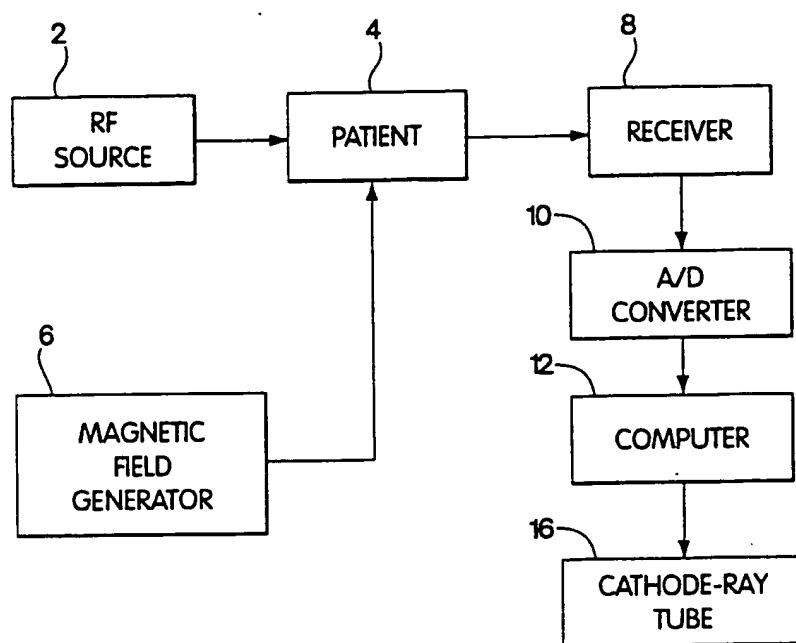 2
4
8
RF
SOURCE
PATIENT
RECEIVER
10
A/D
CONVERTER
6
12
MAGNETIC
FIELD
GENERATOR
COMPUTER
16
CATHODE-RAY
TUBE